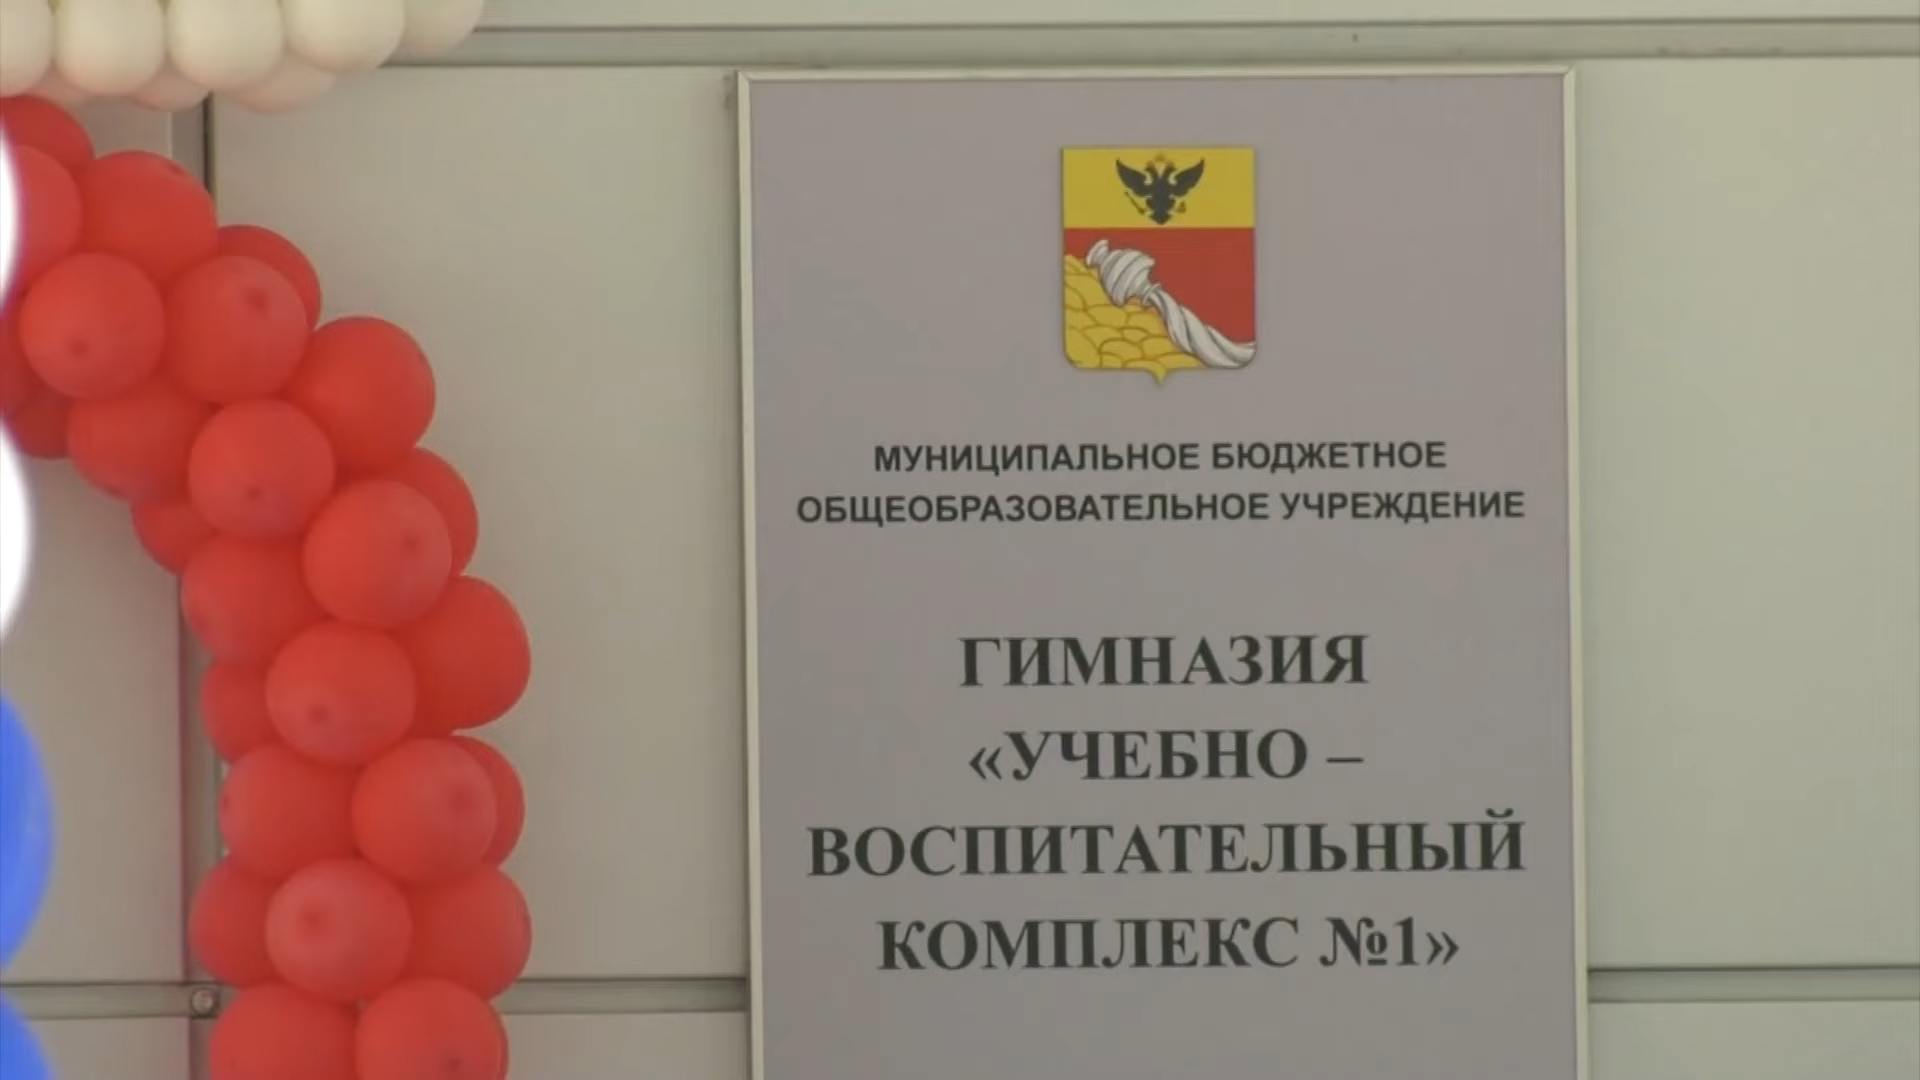 МУНИЦИПАЛЬНОЕ БЮДЖЕТНОЕ
ОБЩЕОБРАЗОВАТЕЛЬНОЕ УЧРЕЖДЕНИЕ
ГИМНАЗИЯ
«УЧЕБНО –
ВОСПИТАТЕЛЬНЫЙ
КОМПЛЕКС №1»